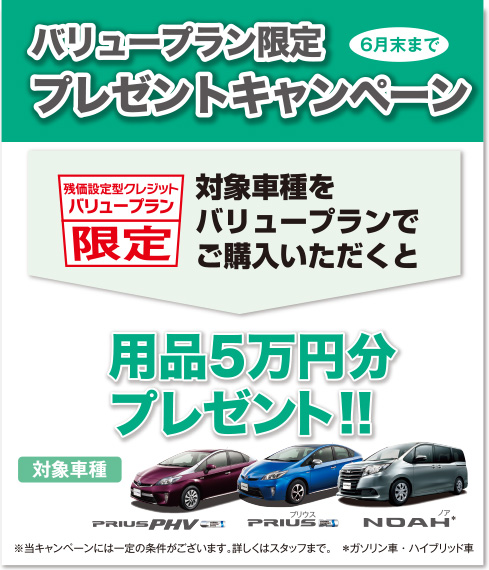 バリュープラン限定
6月末まで
プレゼントキャンペーン
残価設定型クレジット
バリュープラン
限定
対象車種を
バリュープランで
ご購入いただくと
用品5万円分
プレゼント!!
対象車種
PRIUS PHV
プリウス
PRIUS
ノア
NOAH*
※当キャンペーンには一定の条件がございます。詳しくはスタッフまで。 *ガソリン車・ハイブリッド車